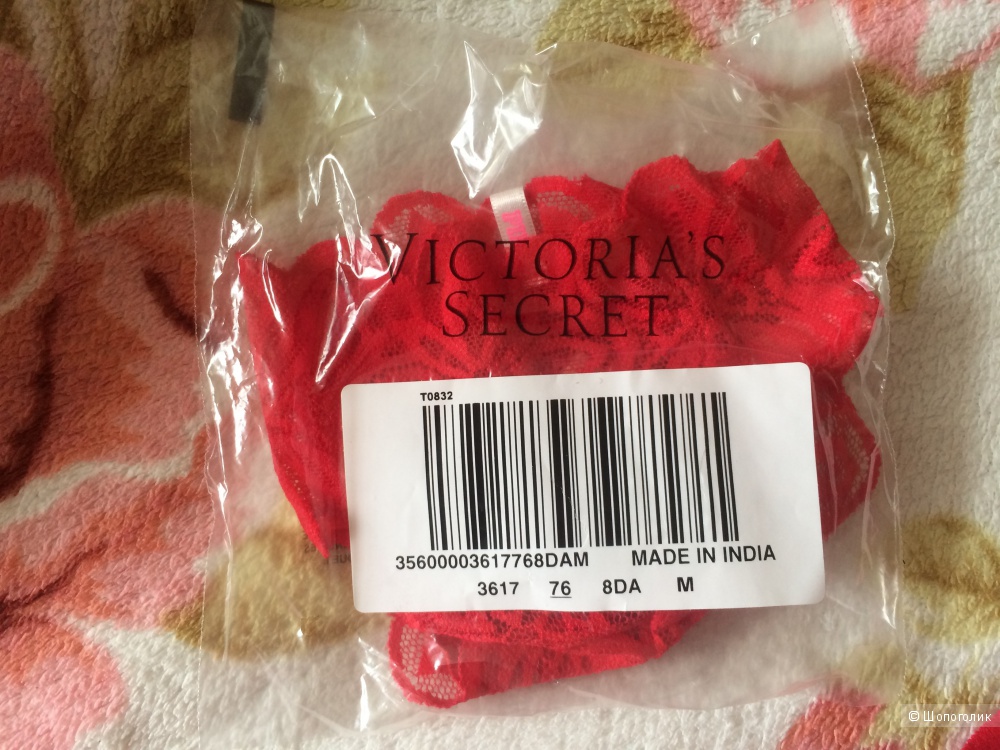 VICTORIA'S
SECRET
T0832
35600003617768DAM MADE IN INDIA
3617 76 8DA M
© Шопоголик